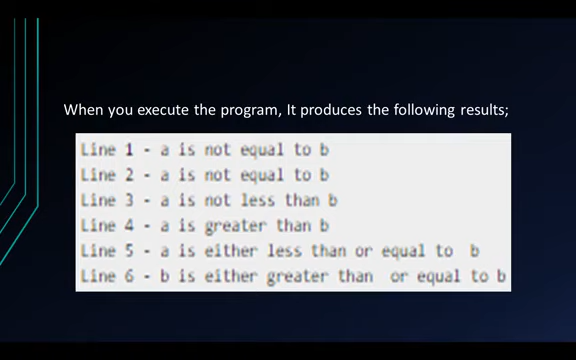 When you execute the program, It produces the following results;
Line 1 - a is not equal to b
Line 2 - a is not equal to b
Line 3 - a is not less than b
Line 4 - a is greater than b
Line 5 - a is either less than or equal to b
Line 6 - b is either greater than or equal to b